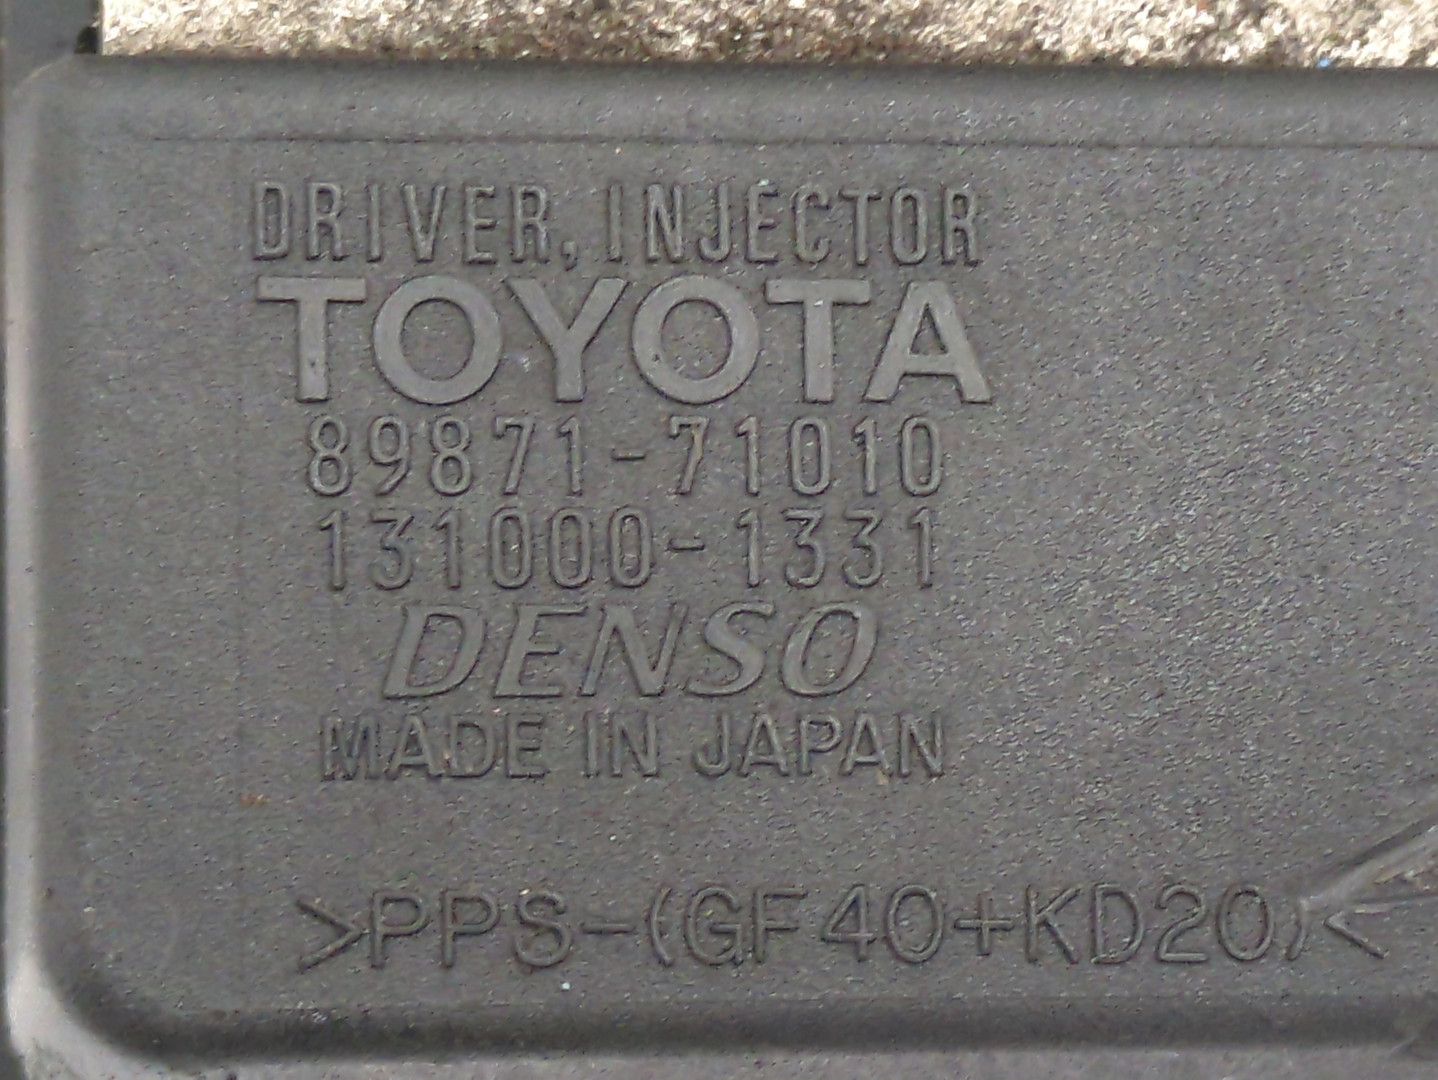 DRIVER, INJECTOR
TOYOTA
89871-71010
131000-1331
DENSO
MADE IN JAPAN
>PPS-(GF40+KD20)<